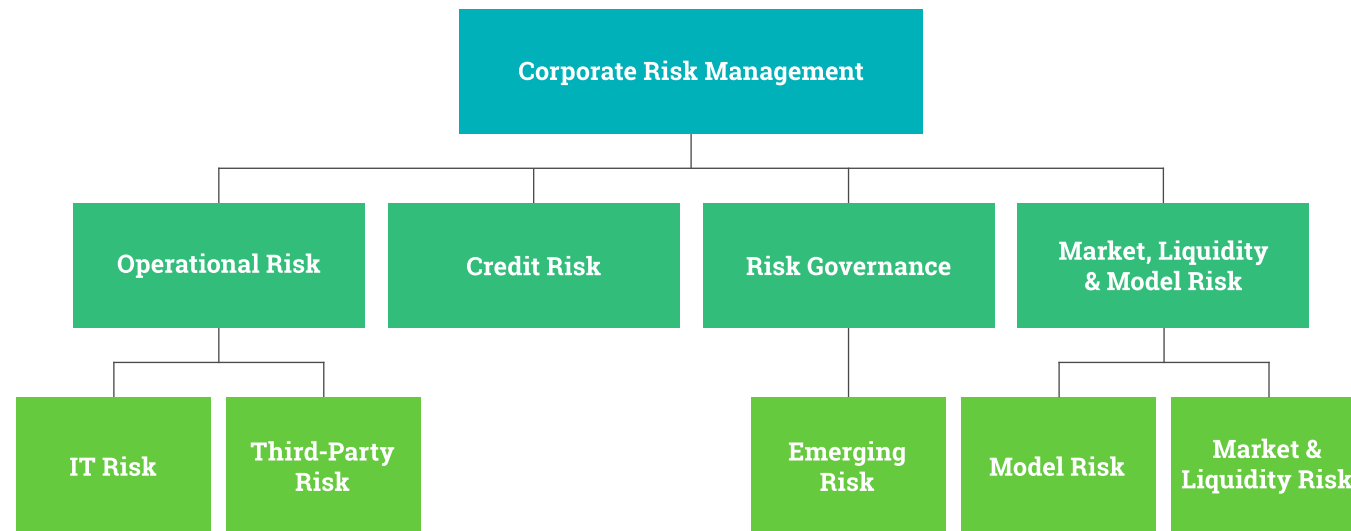 Corporate Risk Management
Operational Risk
Credit Risk
Risk Governance
Market, Liquidity
& Model Risk
IT Risk
Third-Party
Risk
Emerging
Risk
Model Risk
Market &
Liquidity Risk